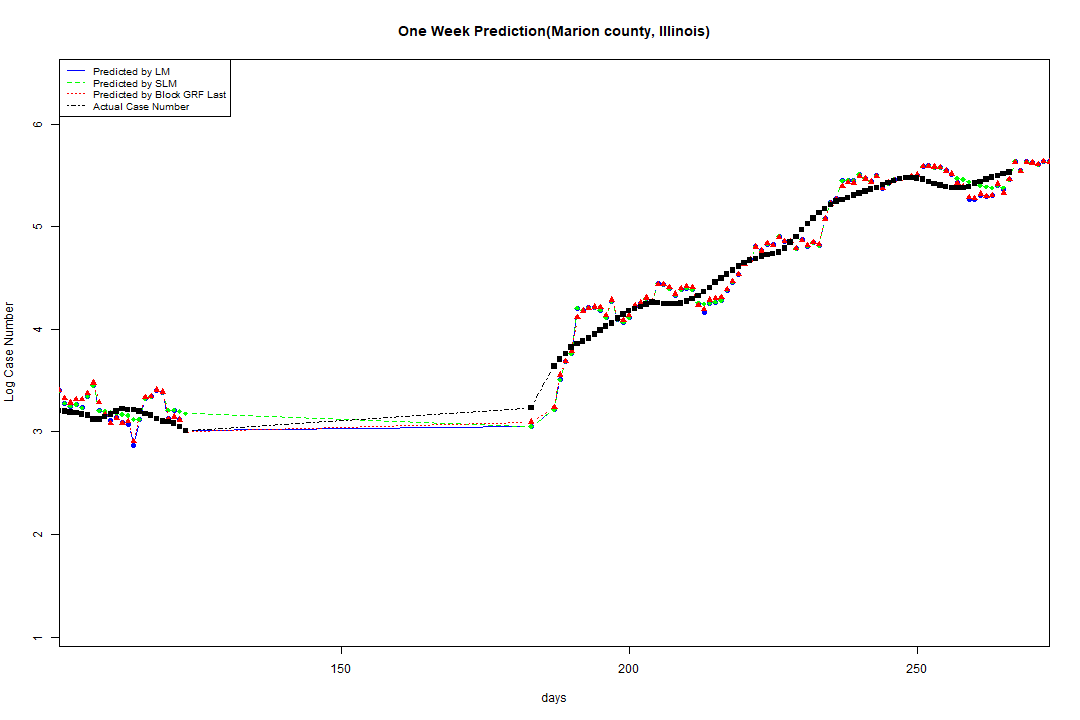 One Week Prediction(Marion county, Illinois)
Predicted by LM
Predicted by SLM
Predicted by Block GRF Last
Actual Case Number
Log Case Number
6
5
4
3
2
1
150
200
250
days